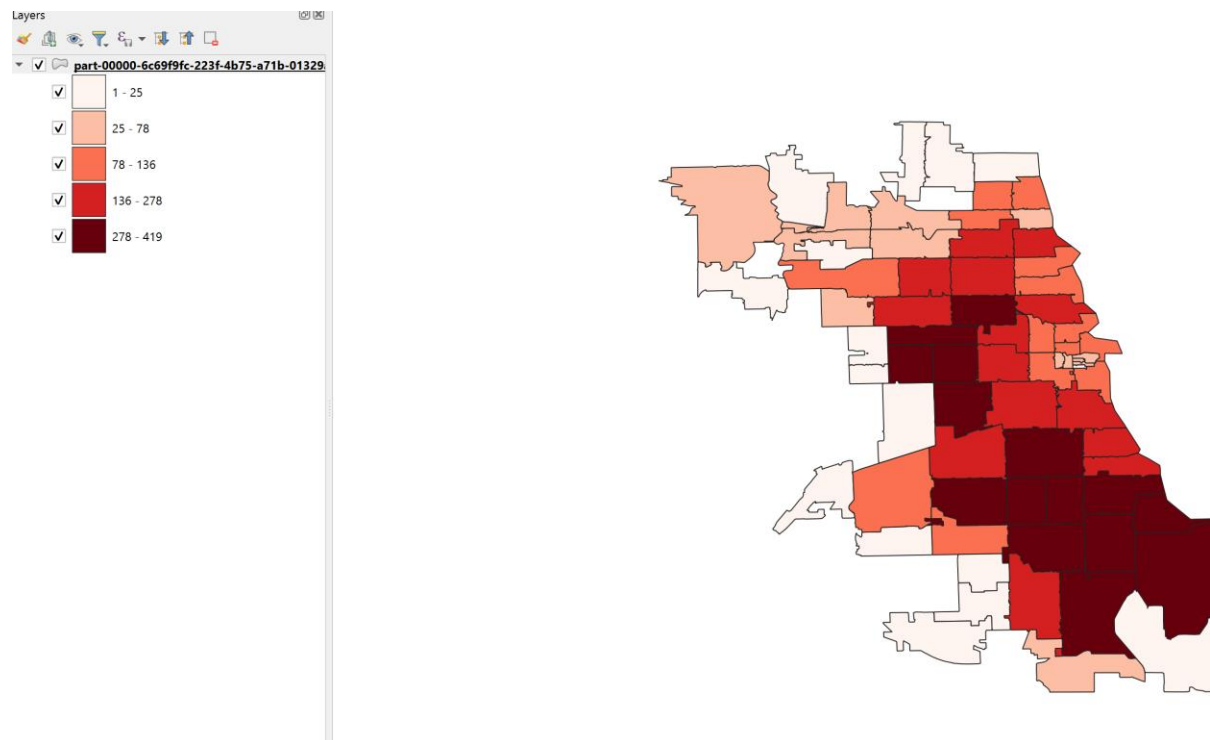 Layers
part-00000-6c69f9fc-223f-4b75-a71b-01329
1 - 25
25 - 78
78 - 136
136 - 278
278 - 419